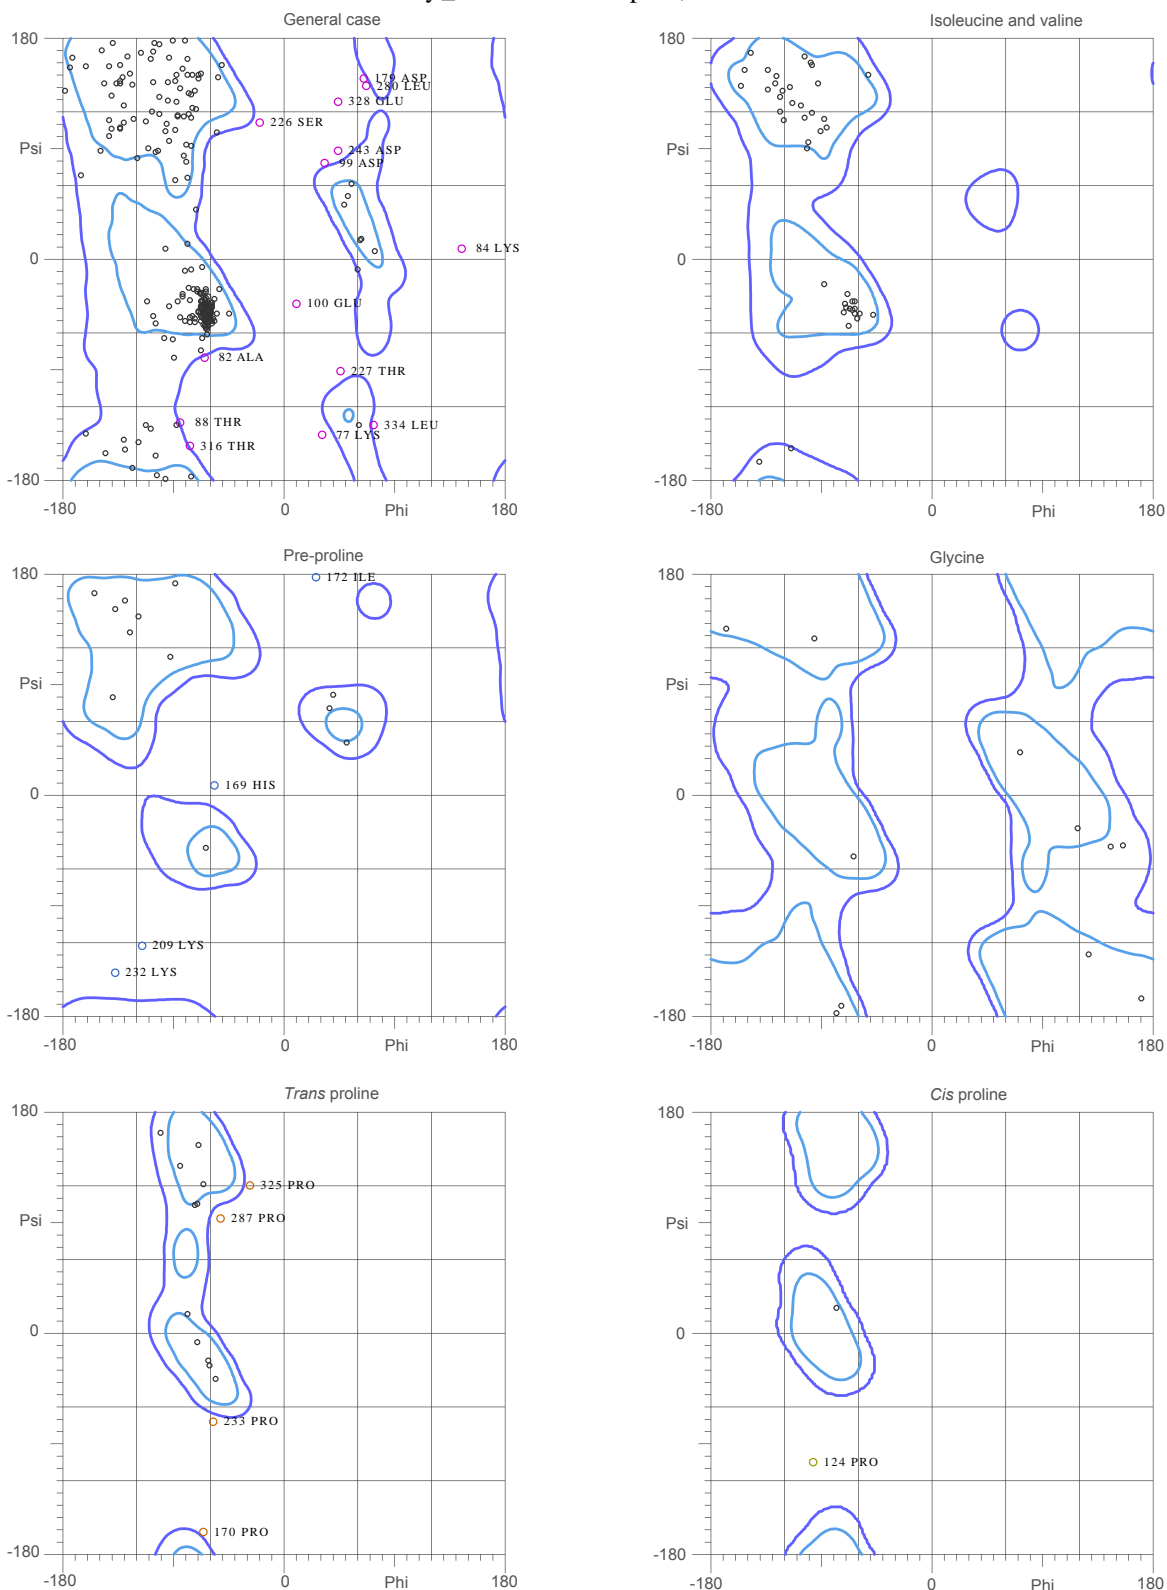 General case
Isoleucine and valine
180
179 ASP
280 LEU
328 GLU
226 SER
243 ASP
99 ASP
Psi
0
84 LYS
100 GLU
82 ALA
227 THR
88 THR
334 LEU
77 LYS
316 THR
-180
-180
0
Phi
180
180
Psi
0
-180
-180
0
Phi
180
Pre-proline
Glycine
180
172 ILE
Psi
0
169 HIS
209 LYS
232 LYS
-180
-180
0
Phi
180
180
Psi
0
-180
-180
0
Phi
180
Trans proline
Cis proline
180
325 PRO
287 PRO
Psi
0
233 PRO
170 PRO
-180
-180
0
Phi
180
180
Psi
0
124 PRO
-180
-180
0
Phi
180